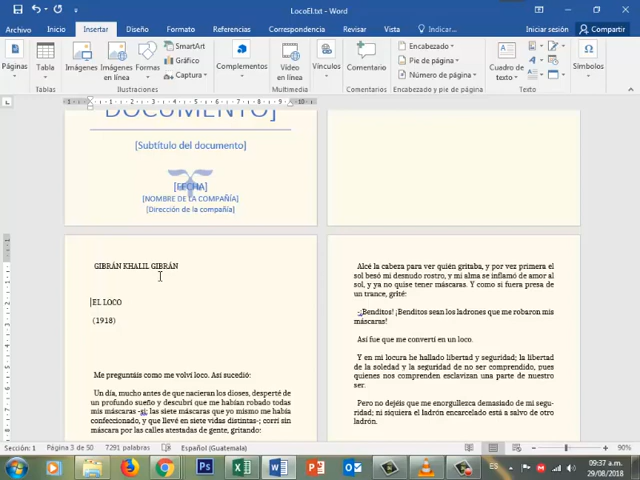 LocoEl.txt - Word
Iniciar sesión
Compartir
Archivo
Inicio
Insertar
Diseño
Formato
Referencias
Correspondencia
Revisar
Vista
Indicar...
Páginas
Tabla
Imágenes
Imágenes en línea
SmartArt
Gráfico
Captura
Complementos
Vídeo en línea
Vínculos
Comentario
Encabezado
Pie de página
Número de página
Cuadro de texto
Símbolos
Tablas
Ilustraciones
Multimedia
Comentarios
Encabezado y pie de página
Texto
DOCUMENTO]
[Subtítulo del documento]
[FECHA]
[NOMBRE DE LA COMPAÑÍA]
[Dirección de la compañía]
GIBRÁN KHALIL GIBRÁN
EL LOCO
(1918)
Me preguntáis como me volví loco. Así sucedió:
Un día, mucho antes de que nacieran los dioses, desperté de
un profundo sueño y descubrí que me habían robado todas
mis máscaras -si; las siete máscaras que yo mismo me había
confeccionado, y que llevé en siete vidas distintas-; corrí sin
máscara por las calles atestadas de gente, gritando:
Alcé la cabeza para ver quién gritaba, y por vez primera el
sol besó mi desnudo rostro, y mi alma se inflamó de amor al
sol, y ya no quise tener máscaras. Y como si fuera presa de
un trance, grité:
-¡Benditos! ¡Benditos sean los ladrones que me robaron mis
máscaras!
Así fue que me convertí en un loco.
Y en mi locura he hallado libertad y seguridad; la libertad
de la soledad y la seguridad de no ser comprendido, pues
quienes nos comprenden esclavizan una parte de nuestro
ser.
Pero no dejéis que me enorgullezca demasiado de mi segu-
ridad; ni siquiera el ladrón encarcelado está a salvo de otro
ladrón.
Sección: 1
Página 3 de 50
7291 palabras
Español (Guatemala)
90%
ES
09:37 a.m.
29/08/2018